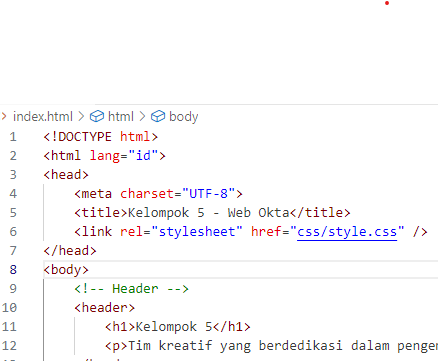 index.html > html > body
1 <!DOCTYPE html>
2 <html lang="id">
3 <head>
4 <meta charset="UTF-8">
5 <title>Kelompok 5 - Web Okta</title>
6 <link rel="stylesheet" href="css/style.css" />
7 </head>
8 <body>
9 <!-- Header -->
10 <header>
11 <h1>Kelompok 5</h1>
12 <p>Tim kreatif yang berdedikasi dalam